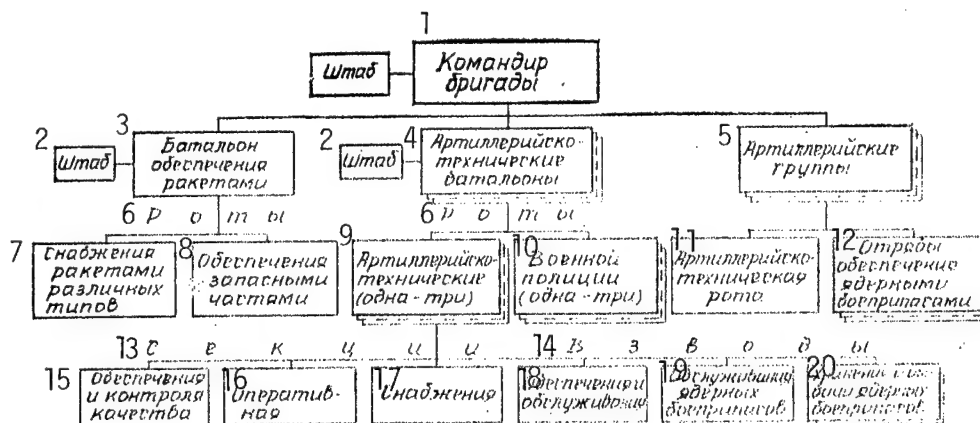 1
Штаб
Командир
бригады
2
3
Батальон
обеспечения
ракетами
Штаб
2
4
Артиллерийско-
технические
батальоны
Штаб
5
Артиллерийские
группы
6 Р о т ы
6 Р о т ы
7
Снабжения
ракетами
различных
типов
8
Обеспечения
запасными
частями
9
Артиллерийско-
технические
(одна-три)
10
Военной
полиции
(одна-три)
11
Артиллерийско-
техническая
рота
12
Отряды
обеспечение
ядерными
боеприпасами
13 С е к ц и и
14 В з в о д ы
15
Обеспечения
и контроля
качества
16
Оператив-
ная
17
Снабжения
18
Обеспечения и
обслуживания
19
Обслуживания
ядерных
боеприпасов
20
ядерных
боеприпасов